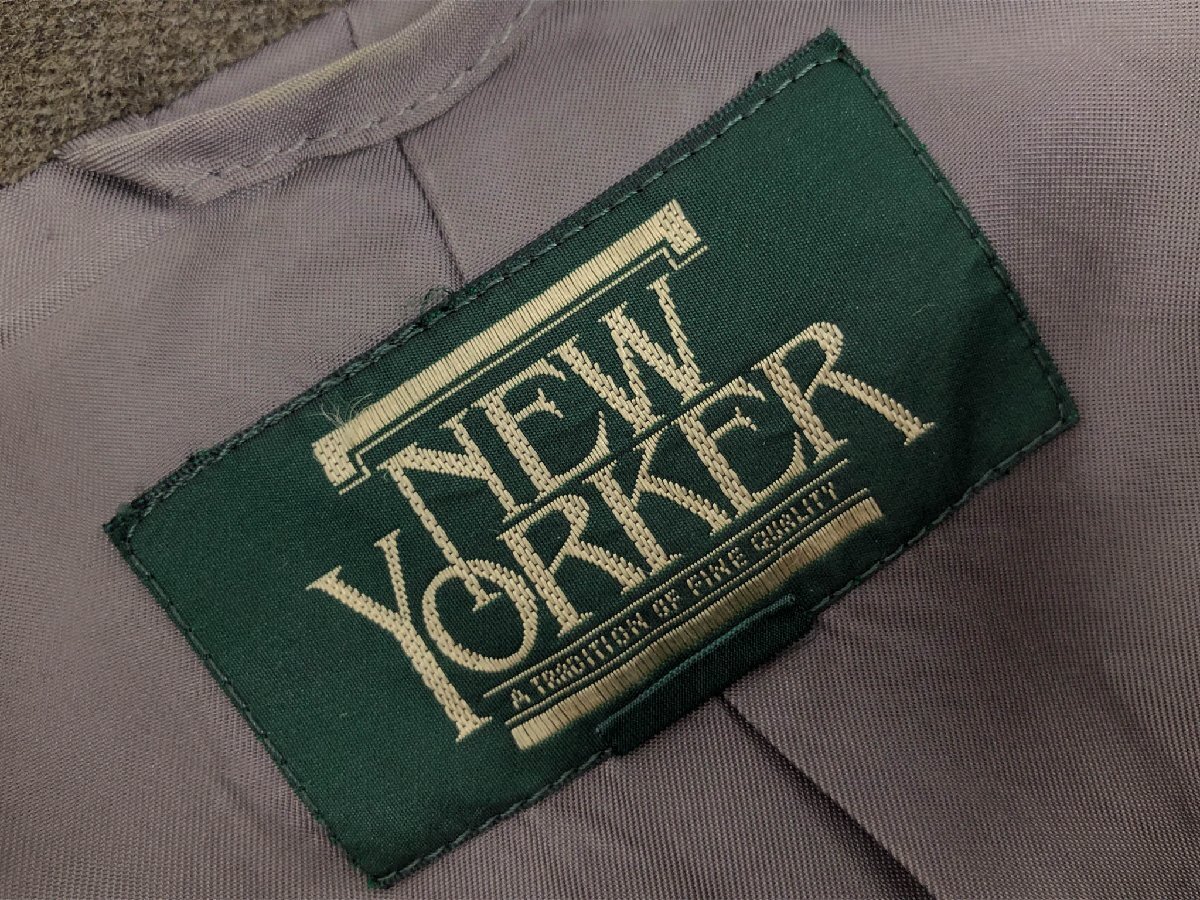 NEW
YORKER
A TRADITION OF FINE QUALITY